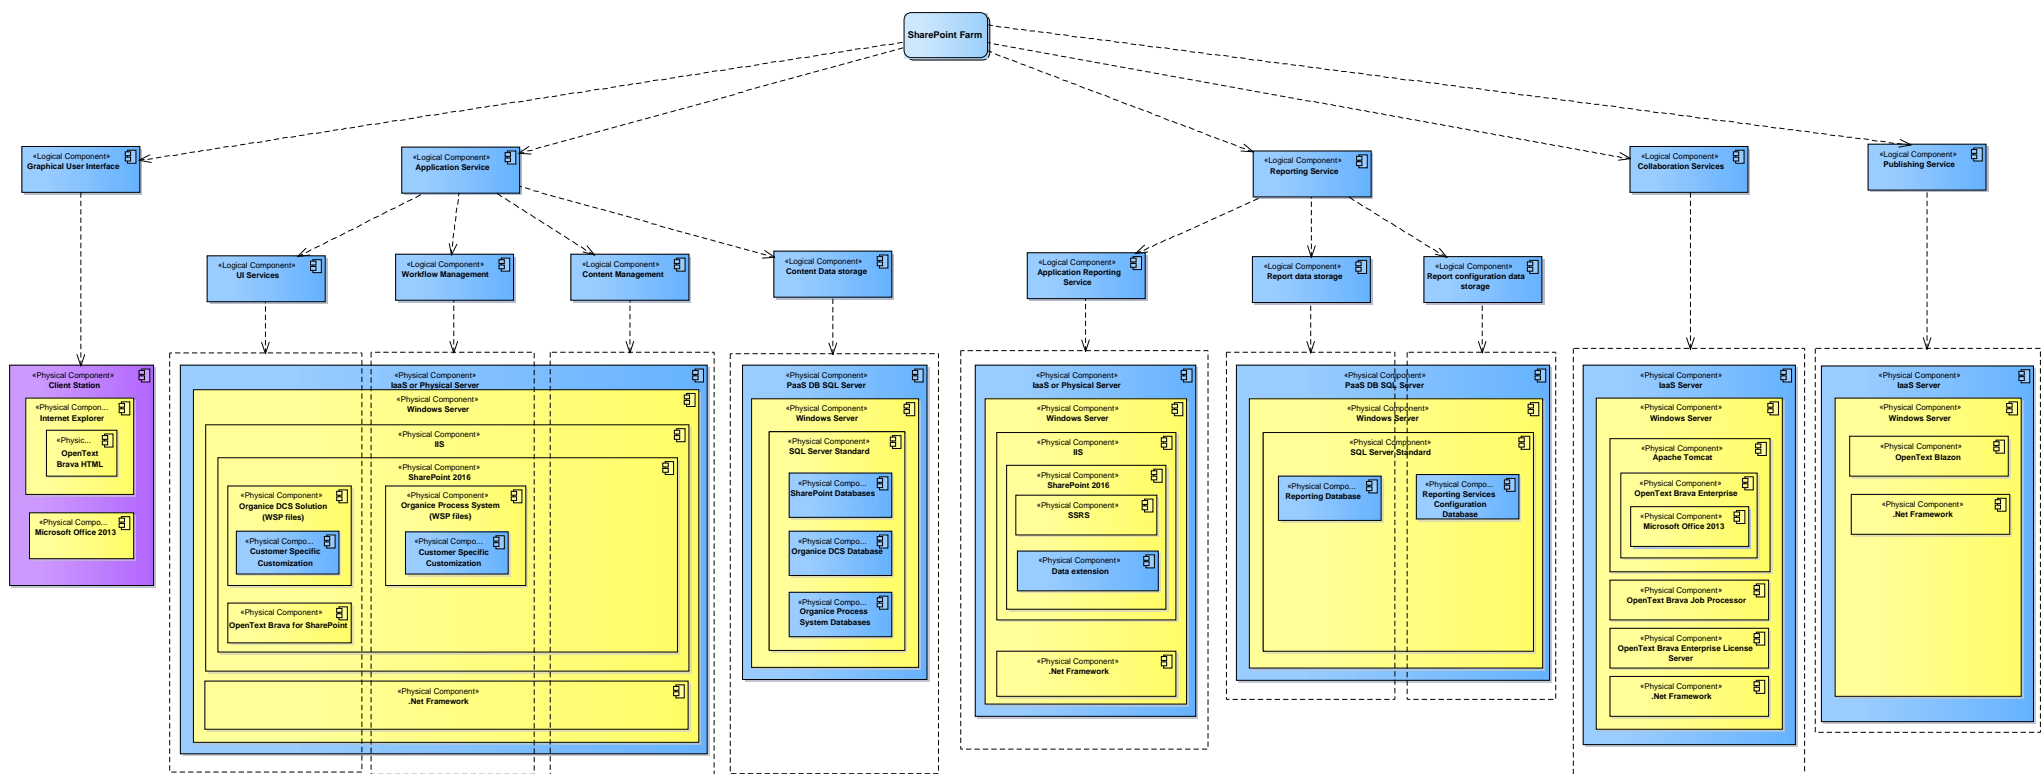 SharePoint Farm
«Logical Component»
Graphical User Interface
«Logical Component»
Application Service
«Logical Component»
Reporting Service
«Logical Component»
Collaboration Services
«Logical Component»
Publishing Service
«Logical Component»
UI Services
«Logical Component»
Workflow Management
«Logical Component»
Content Management
«Logical Component»
Content Data storage
«Logical Component»
Application Reporting
Service
«Logical Component»
Report data storage
«Logical Component»
Report configuration data
storage
«Physical Component»
Client Station
«Physical Compon...
Internet Explorer
«Physic...
OpenText
Brava HTML
«Physical Compo...
Microsoft Office 2013
«Physical Component»
IaaS or Physical Server
«Physical Component»
Windows Server
«Physical Component»
IIS
«Physical Component»
SharePoint 2016
«Physical Component»
Organice DCS Solution
(WSP files)
«Physical Compo...
Customer Specific
Customization
«Physical Component»
Organice Process System
(WSP files)
«Physical Compo...
Customer Specific
Customization
«Physical Component»
OpenText Brava for SharePoint
«Physical Component»
.Net Framework
«Physical Component»
PaaS DB SQL Server
«Physical Component»
Windows Server
«Physical Component»
SQL Server Standard
«Physical Compo...
SharePoint Databases
«Physical Compo...
Organice DCS Database
«Physical Compo...
Organice Process
System Databases
«Physical Component»
IaaS or Physical Server
«Physical Component»
Windows Server
«Physical Component»
IIS
«Physical Component»
SharePoint 2016
«Physical Component»
SSRS
«Physical Component»
Data extension
«Physical Component»
.Net Framework
«Physical Component»
PaaS DB SQL Server
«Physical Component»
Windows Server
«Physical Component»
SQL Server Standard
«Physical Compo...
Reporting Database
«Physical Compo...
Reporting Services
Configuration
Database
«Physical Component»
IaaS Server
«Physical Component»
Windows Server
«Physical Component»
Apache Tomcat
«Physical Component»
OpenText Brava Enterprise
«Physical Component»
Microsoft Office 2013
«Physical Component»
OpenText Brava Job Processor
«Physical Component»
OpenText Brava Enterprise License
Server
«Physical Component»
.Net Framework
«Physical Component»
IaaS Server
«Physical Component»
Windows Server
«Physical Component»
OpenText Blazon
«Physical Component»
.Net Framework